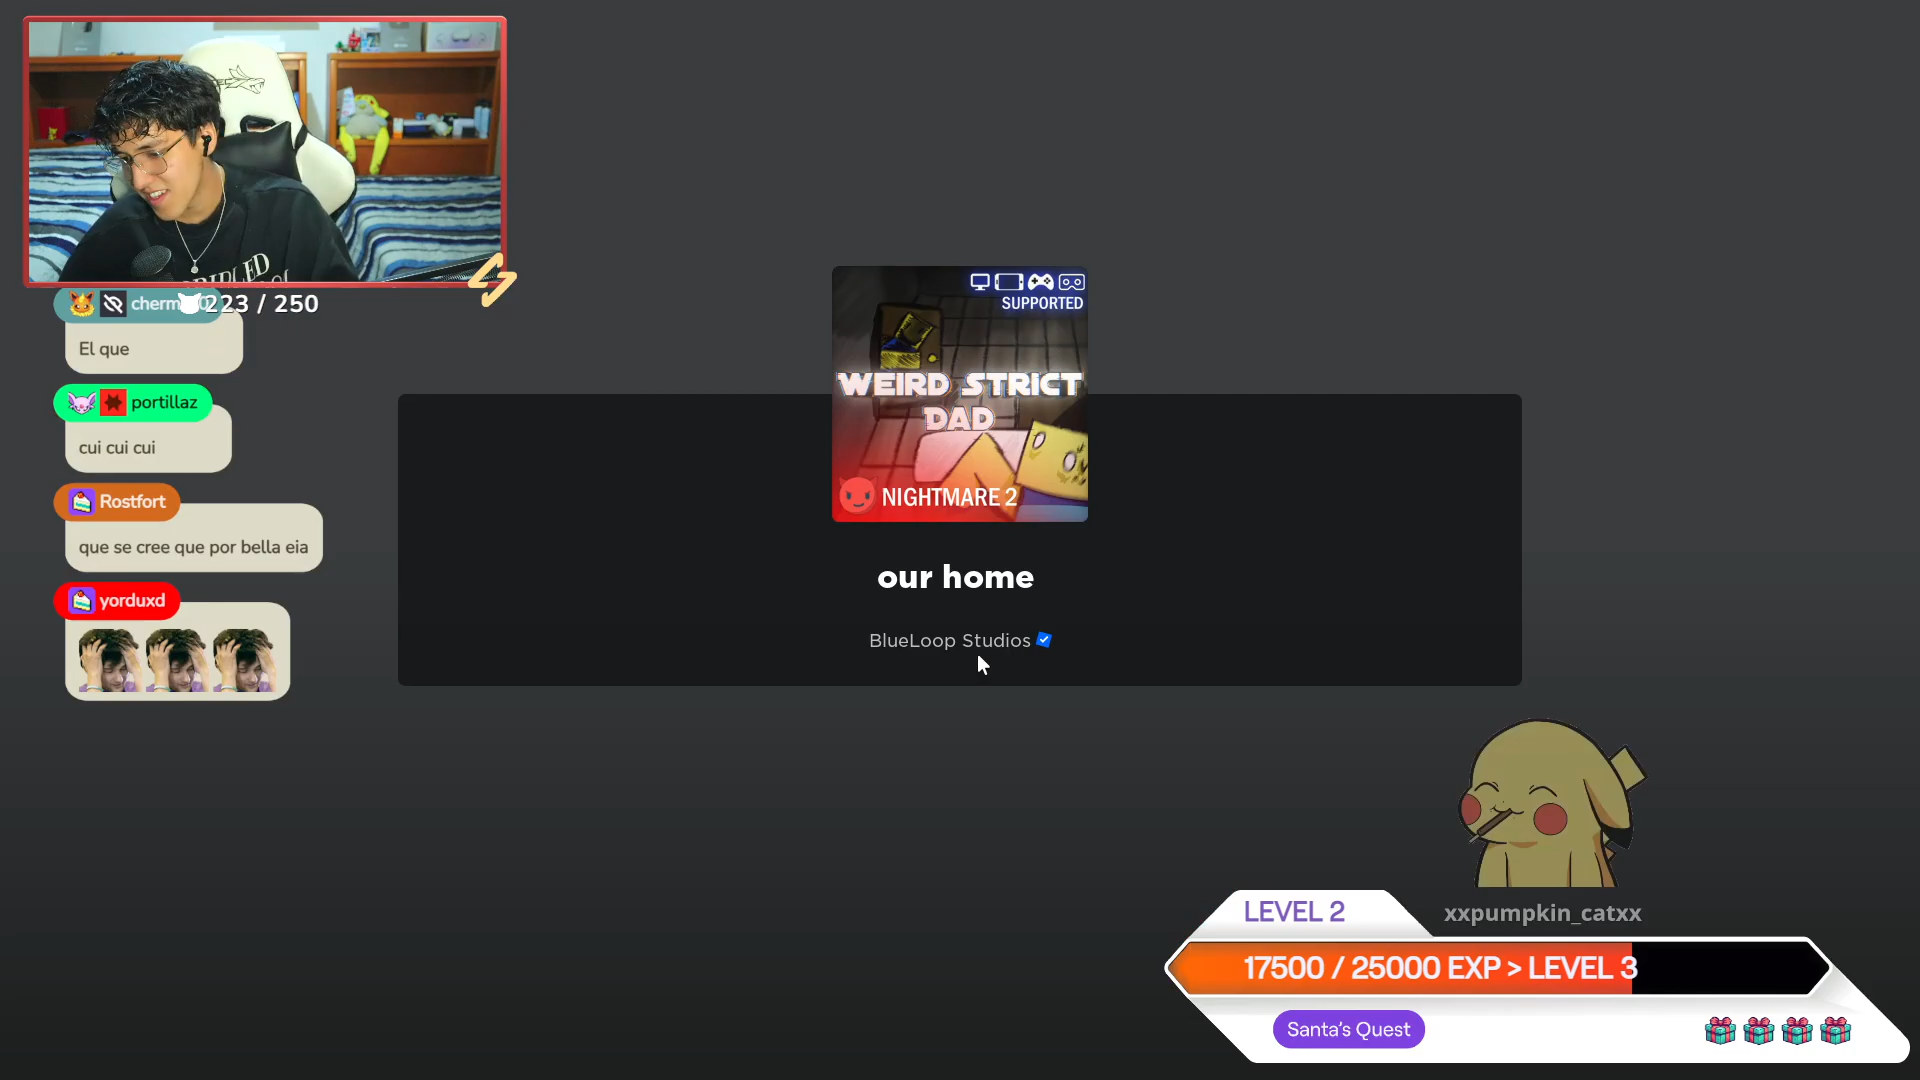 223 / 250
El que
portillaz
cui cui cui
Rostfort
que se cree que por bella eia
yorduxd
SUPPORTED
WEIRD STRICT
DAD
NIGHTMARE 2
our home
BlueLoop Studios
xxpumpkin_catxx
LEVEL 2
17500 / 25000 EXP > LEVEL 3
Santa's Quest